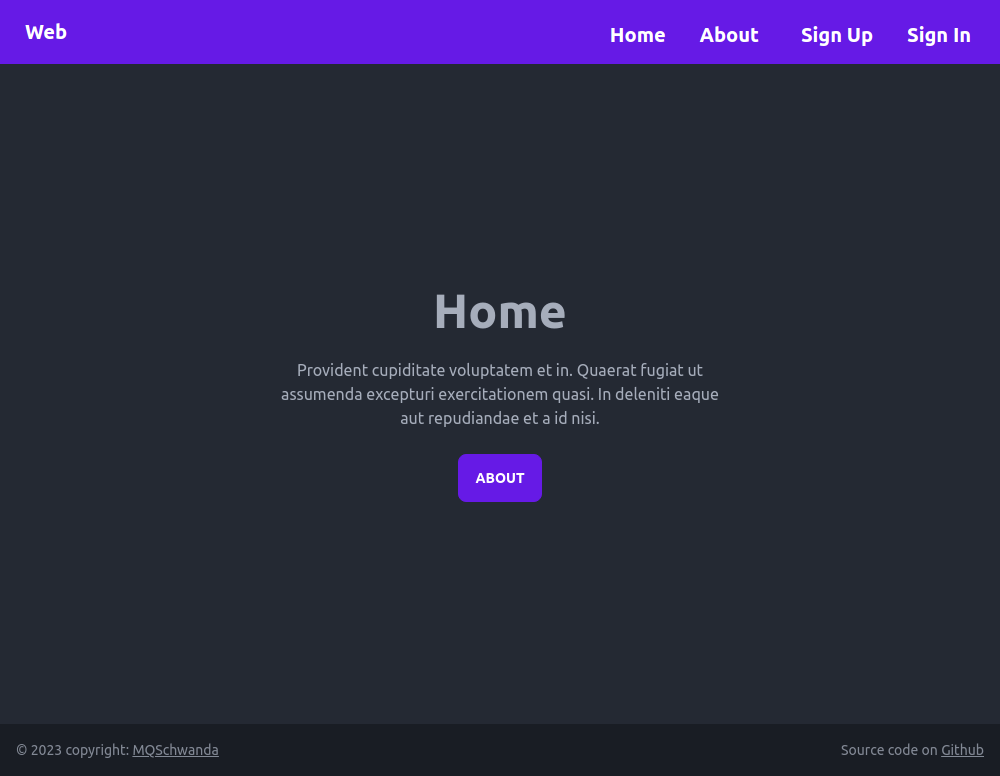 Web
Home About Sign Up Sign In
Home
Provident cupiditate voluptatem et in. Quaerat fugiat ut
assumenda excepturi exercitationem quasi. In deleniti eaque
aut repudiandae et a id nisi.
ABOUT
© 2023 copyright: MQSchwanda
Source code on Github